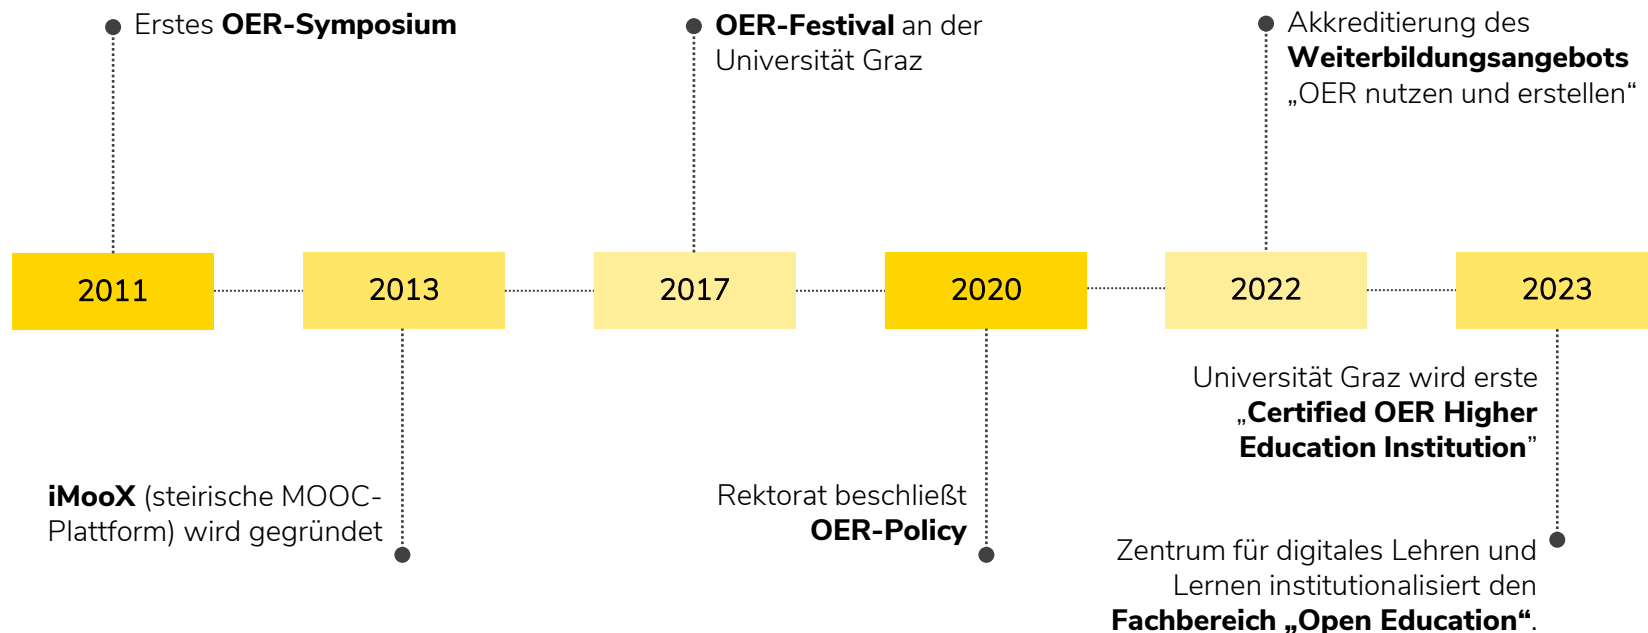 Erstes OER-Symposium
OER-Festival an der
Universität Graz
Akkreditierung des
Weiterbildungsangebots
„OER nutzen und erstellen“
2011
2013
2017
2020
2022
2023
iMooX (steirische MOOC-
Plattform) wird gegründet
Rektorat beschließt
OER-Policy
Universität Graz wird erste
„Certified OER Higher
Education Institution”
Zentrum für digitales Lehren und
Lernen institutionalisiert den
Fachbereich „Open Education“.